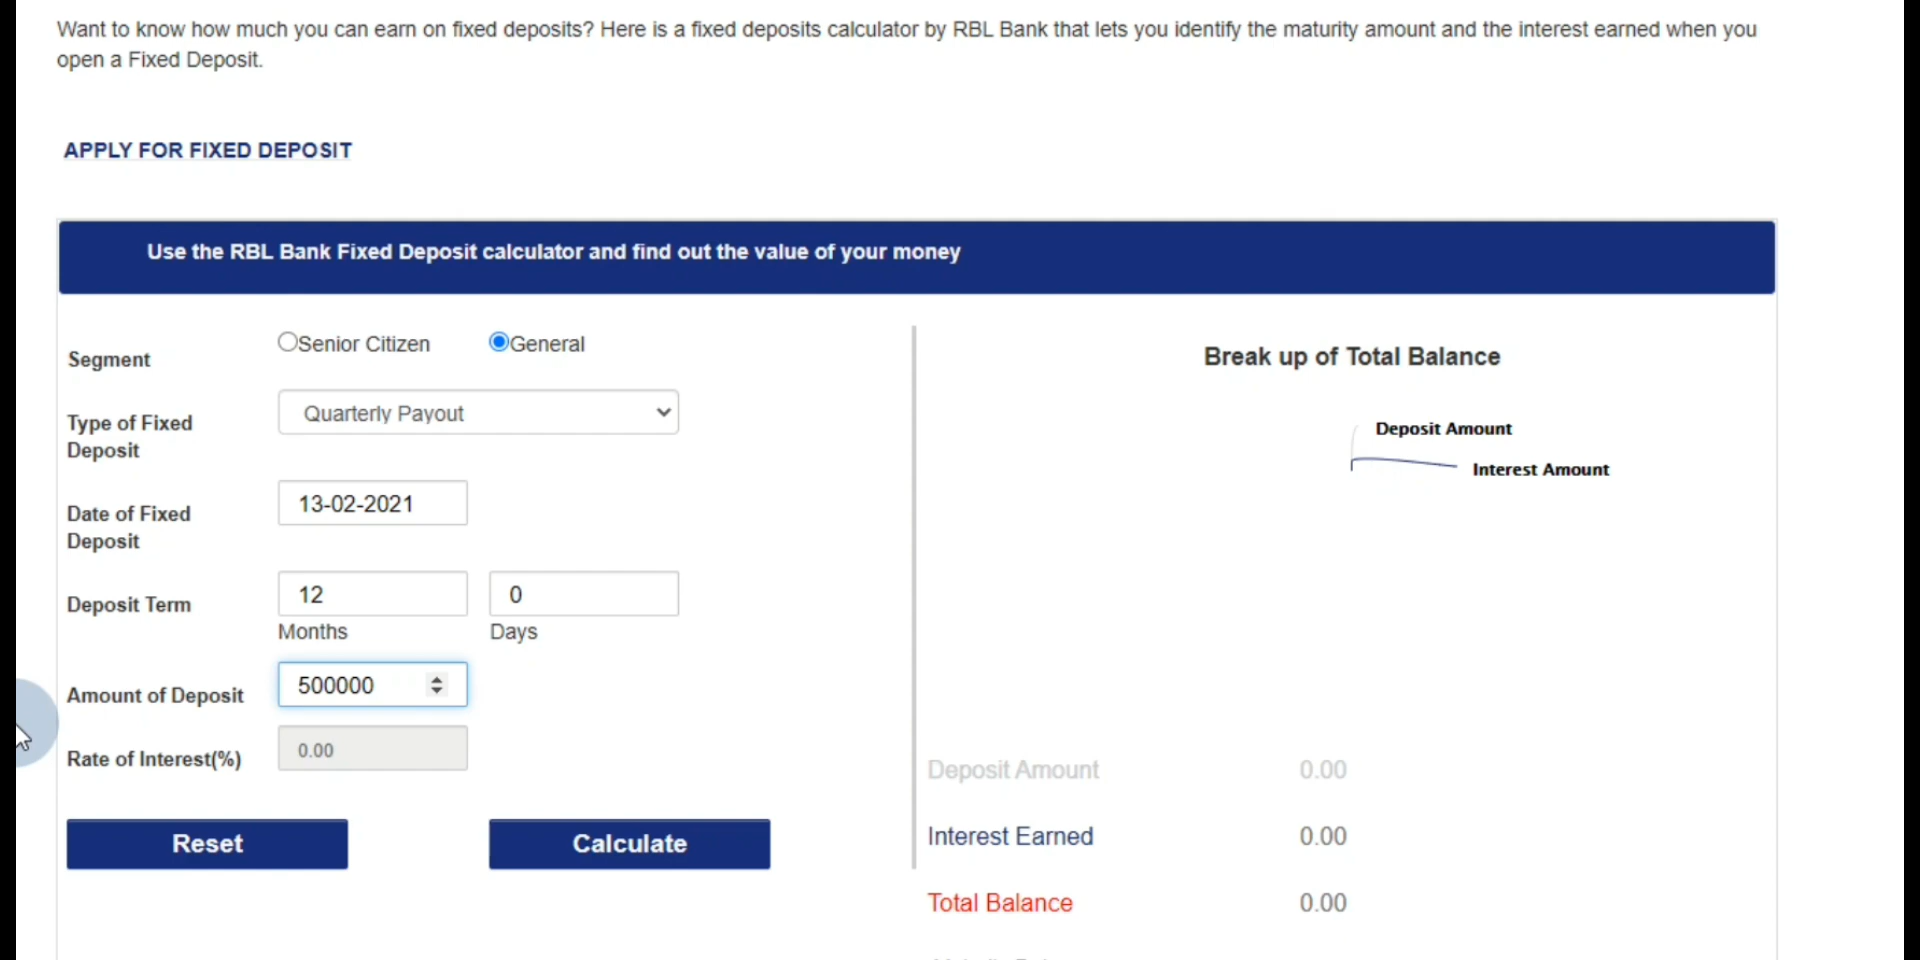 Want to know how much you can earn on fixed deposits? Here is a fixed deposits calculator by RBL Bank that lets you identify the maturity amount and the interest earned when you
open a Fixed Deposit.
APPLY FOR FIXED DEPOSIT
Use the RBL Bank Fixed Deposit calculator and find out the value of your money
Segment
Senior Citizen
General
Type of Fixed
Deposit
Quarterly Payout
Date of Fixed
Deposit
13-02-2021
Deposit Term
12
0
Months
Days
Amount of Deposit
500000
Rate of Interest(%)
0.00
Reset
Calculate
Break up of Total Balance
Deposit Amount
Interest Amount
Deposit Amount 0.00
Interest Earned 0.00
Total Balance 0.00